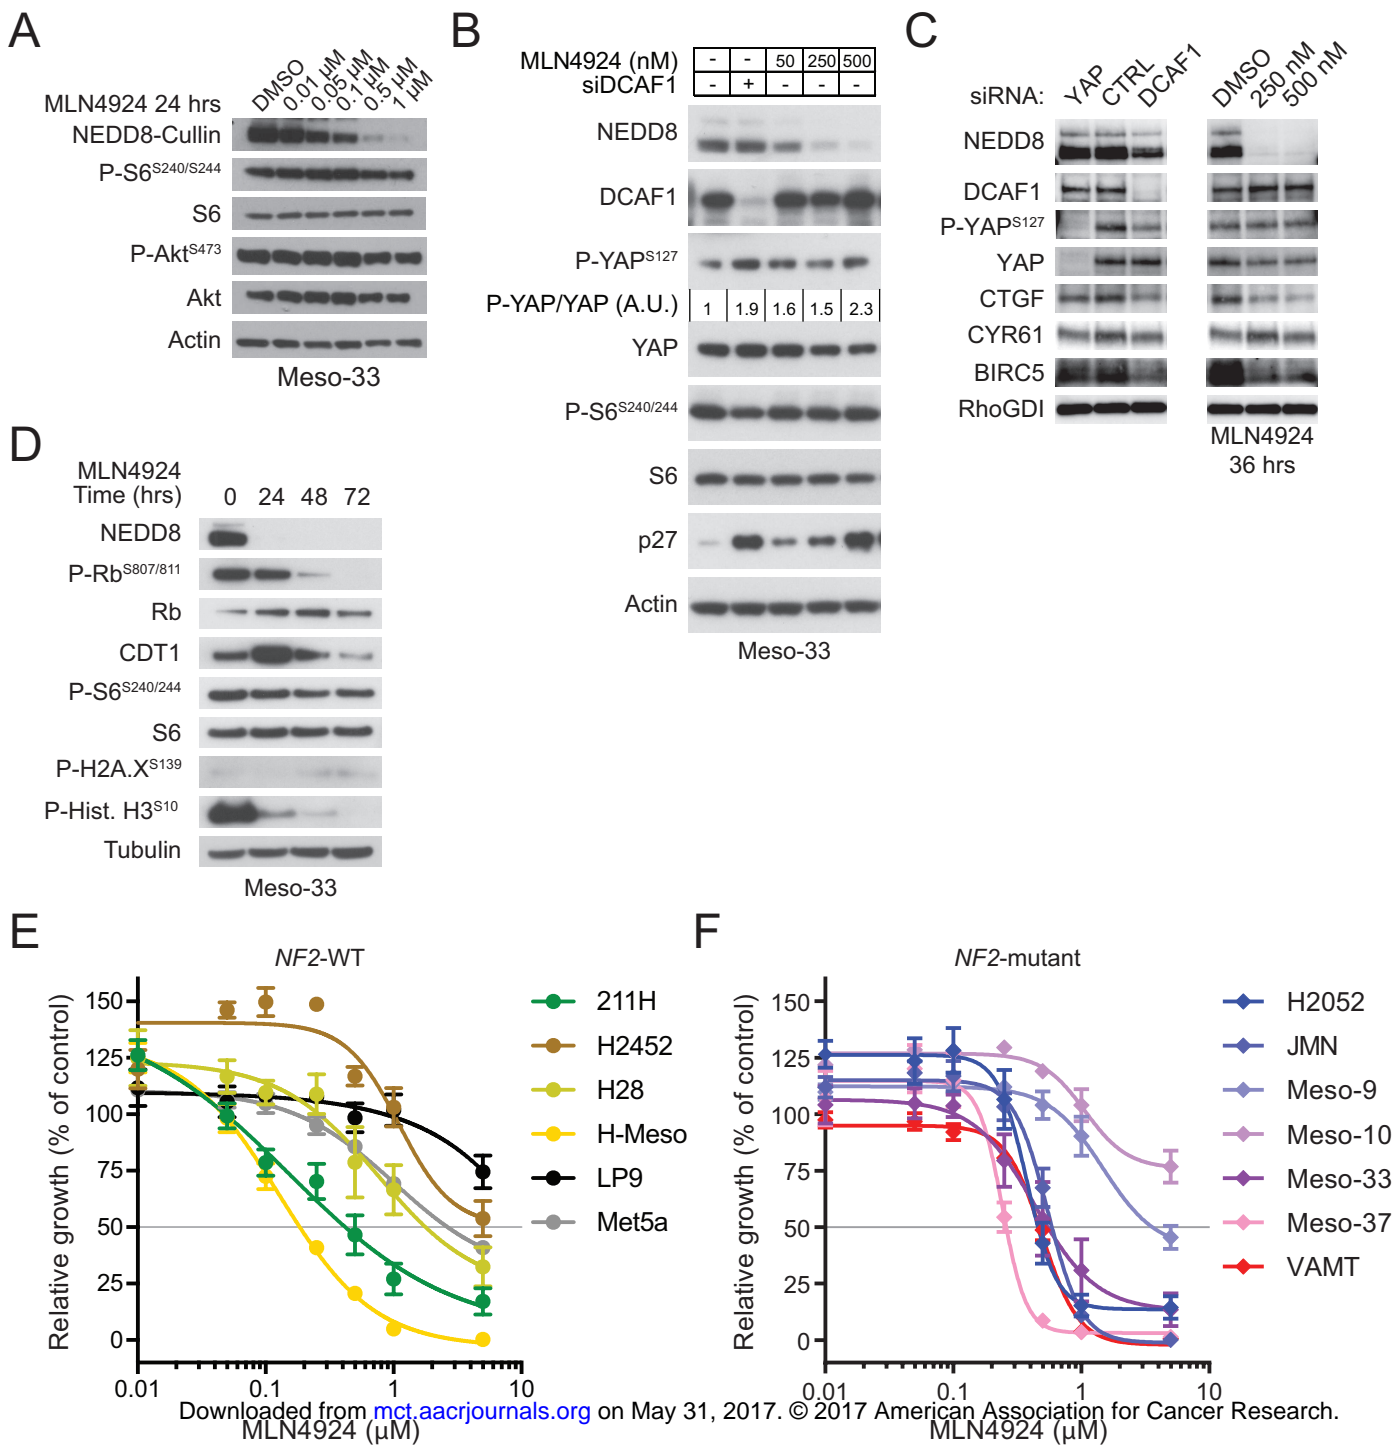 A
MLN4924 24 hrs
DMSO
0.01 µM
0.05 µM
0.1 µM
0.5 µM
1 µM
NEDD8-Cullin
P-S6S240/S244
S6
P-AktS473
Akt
Actin
Meso-33
B
MLN4924 (nM) - - 50 250 500
siDCAF1 - + - - -
NEDD8
DCAF1
P-YAPS127
P-YAP/YAP (A.U.) 1 1.9 1.6 1.5 2.3
YAP
P-S6S240/244
S6
p27
Actin
Meso-33
C
siRNA: YAP CTRL DCAF1 DMSO 250 nM 500 nM
NEDD8
DCAF1
P-YAPS127
YAP
CTGF
CYR61
BIRC5
RhoGDI
MLN4924
36 hrs
D
MLN4924
Time (hrs) 0 24 48 72
NEDD8
P-RbS807/811
Rb
CDT1
P-S6S240/244
S6
P-H2A.XS139
P-Hist. H3S10
Tubulin
Meso-33
E
NF2-WT
Relative growth (% of control)
150
125
100
75
50
25
0
0.01 0.1 1 10
MLN4924 (µM)
211H
H2452
H28
H-Meso
LP9
Met5a
F
NF2-mutant
Relative growth (% of control)
150
125
100
75
50
25
0
0.01 0.1 1 10
MLN4924 (µM)
H2052
JMN
Meso-9
Meso-10
Meso-33
Meso-37
VAMT
Downloaded from mct.aacrjournals.org on May 31, 2017. © 2017 American Association for Cancer Research.